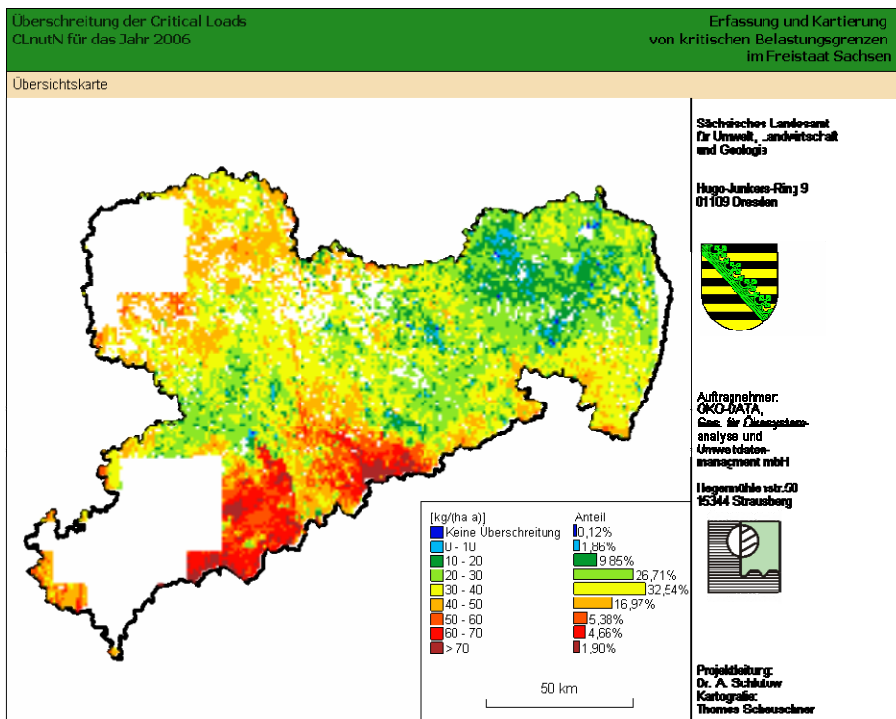 Überschreitung der Critical Loads
CLnutN für das Jahr 2006
Erfassung und Kartierung
von kritischen Belastungsgrenzen
im Freistaat Sachsen
Übersichtskarte
Sächsisches Landesamt
für Umwelt, Landwirtschaft
und Geologie
Hugo-Junkers-Ring 9
01109 Dresden
Auftragnehmer:
ÖKO-DATA,
Ges. für Ökosystem-
analyse und
Umweltdaten-
managment mbH
Hegermühlenstr.50
15344 Strausberg
[kg/(ha a)] Anteil
Keine Überschreitung 0,12%
0 - 10 1,86%
10 - 20 9,85%
20 - 30 26,71%
30 - 40 32,54%
40 - 50 16,97%
50 - 60 5,38%
60 - 70 4,66%
> 70 1,90%
50 km
Projektleitung:
Dr. A. Schlutow
Kartografie:
Thomas Scheuschner